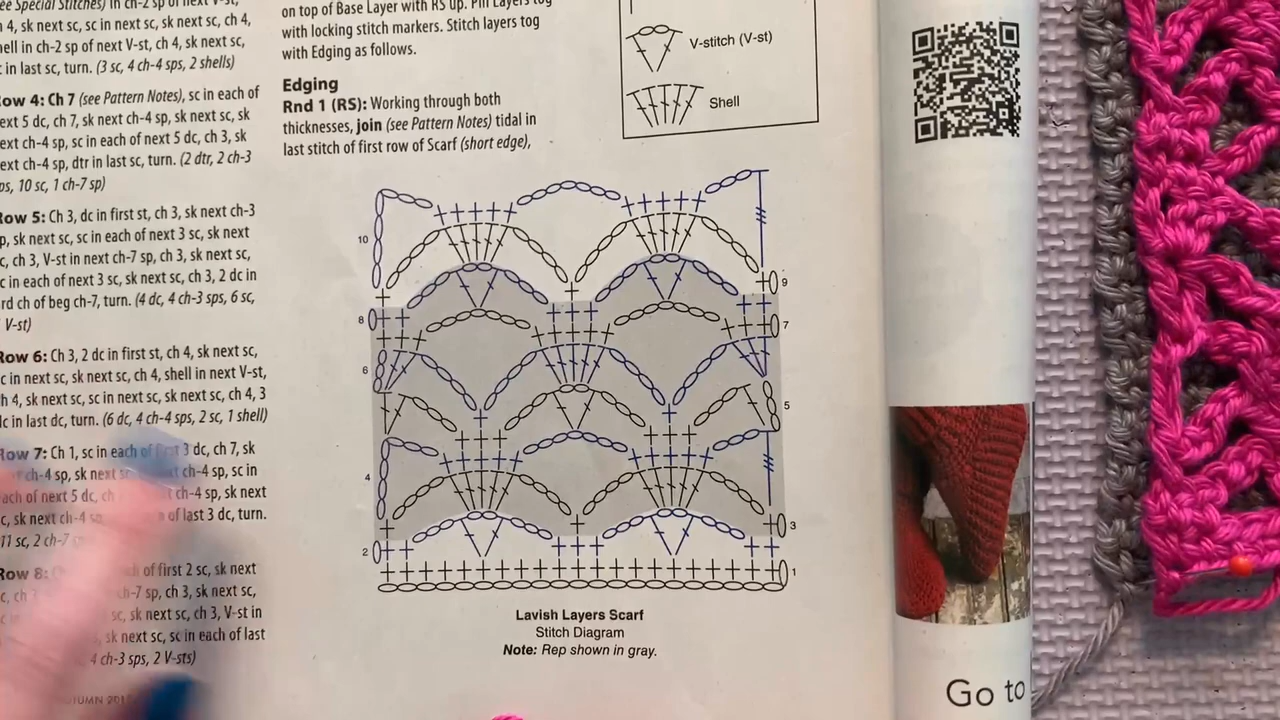 ee Special Stitches) in ch-2 sp of next V-st,
4, sk next sc, sc in next sc, sk next sc, ch 4,
hell in ch-2 sp of next V-st, ch 4, sk next sc,
c in last sc, turn. (3 sc, 4 ch-4 sps, 2 shells)
ow 4: Ch 7 (see Pattern Notes), sc in each of
ext 5 dc, ch 7, sk next ch-4 sp, sk next sc, sk
ext ch-4 sp, sc in each of next 5 dc, ch 3, sk
ext ch-4 sp, dtr in last sc, turn. (2 dtr, 2 ch-3
ps, 10 sc, 1 ch-7 sp)
Row 5: Ch 3, dc in first st, ch 3, sk next ch-3
p, sk next sc, sc in each of next 3 sc, sk next
c, ch 3, V-st in next ch-7 sp, ch 3, sk next sc,
c in each of next 3 sc, sk next sc, ch 3, 2 dc in
rd ch of beg ch-7, turn. (4 dc, 4 ch-3 sps, 6 sc,
V-st)
Row 6: Ch 3, 2 dc in first st, ch 4, sk next sc,
c in next sc, sk next sc, ch 4, shell in next V-st,
h 4, sk next sc, sc in next sc, sk next sc, ch 4, 3
dc in last dc, turn. (6 dc, 4 ch-4 sps, 2 sc, 1 shell)
Row 7: Ch 1, sc in each of first 3 dc, ch 7, sk
ch-4 sp, sk next ch-4 sp, sc in
ach of next 5 dc, ch ch-4 sp, sk next
c, sk next ch-4 of last 3 dc, turn.
11 sc, 2 ch-7
Row 8: of first 2 sc, sk next
c, ch ch-7 sp, ch 3, sk next sc,
sc, sk next sc, ch 3, V-st in
sk next sc, sc in each of last
4 ch-3 sps, 2 V-sts)
on top of Base Layer with RS up. Pin Layers tog
with locking stitch markers. Stitch layers tog
with Edging as follows.
Edging
Rnd 1 (RS): Working through both
thicknesses, join (see Pattern Notes) tidal in
last stitch of first row of Scarf (short edge),
V-stitch (V-st)
Shell
10
9
8
7
6
5
4
3
2
1
Lavish Layers Scarf
Stitch Diagram
Note: Rep shown in gray.
Go to